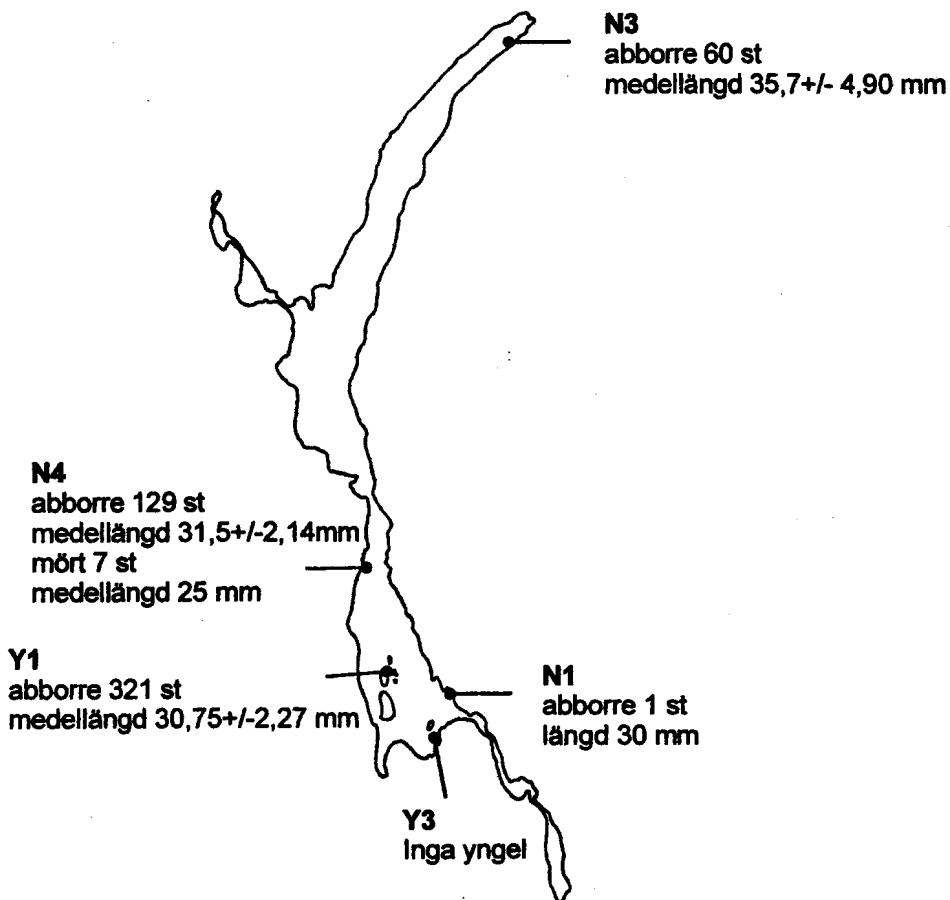 N3
abborre 60 st
medellängd 35,7+/- 4,90 mm
N4
abborre 129 st
medellängd 31,5+/-2,14mm
mört 7 st
medellängd 25 mm
Y1
abborre 321 st
medellängd 30,75+/-2,27 mm
N1
abborre 1 st
längd 30 mm
Y3
Inga yngel